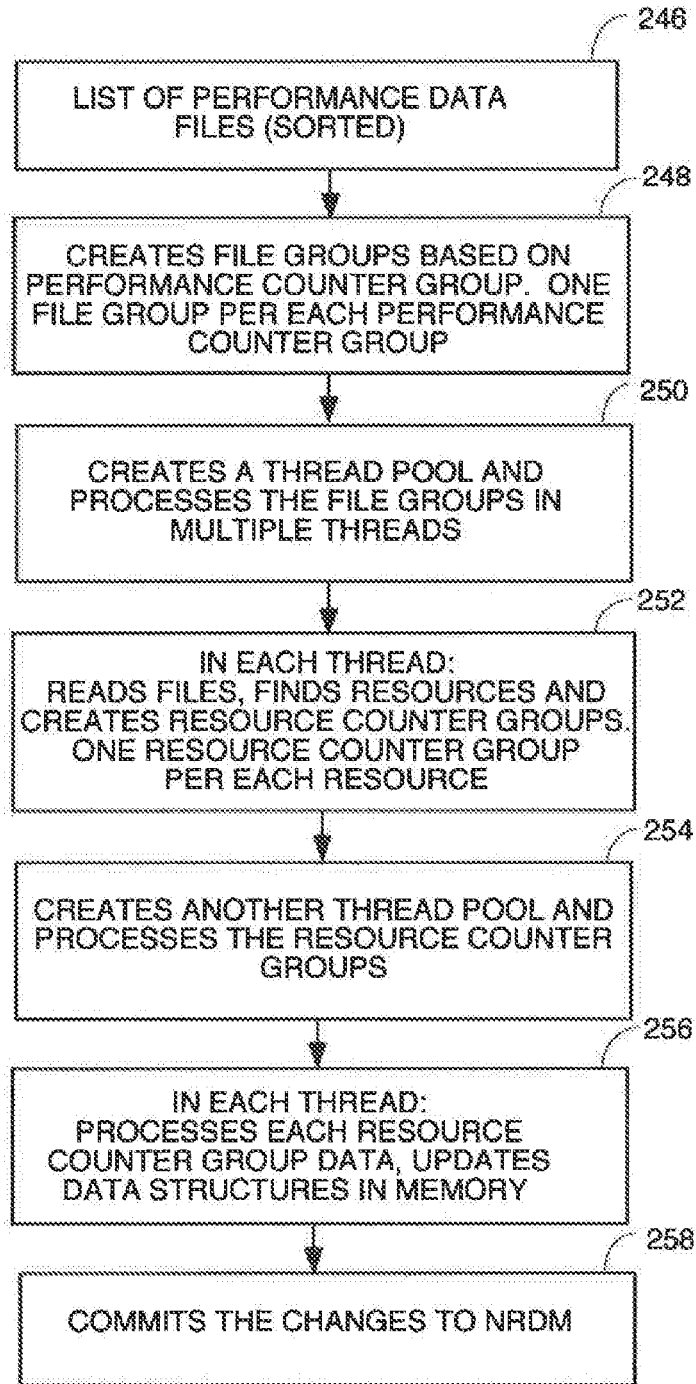 246
LIST OF PERFORMANCE DATA
FILES (SORTED)
248
CREATES FILE GROUPS BASED ON
PERFORMANCE COUNTER GROUP. ONE
FILE GROUP PER EACH PERFORMANCE
COUNTER GROUP
250
CREATES A THREAD POOL AND
PROCESSES THE FILE GROUPS IN
MULTIPLE THREADS
252
IN EACH THREAD:
READS FILES, FINDS RESOURCES AND
CREATES RESOURCE COUNTER GROUPS.
ONE RESOURCE COUNTER GROUP
PER EACH RESOURCE
254
CREATES ANOTHER THREAD POOL AND
PROCESSES THE RESOURCE COUNTER
GROUPS
256
IN EACH THREAD:
PROCESSES EACH RESOURCE
COUNTER GROUP DATA, UPDATES
DATA STRUCTURES IN MEMORY
258
COMMITS THE CHANGES TO NRDM